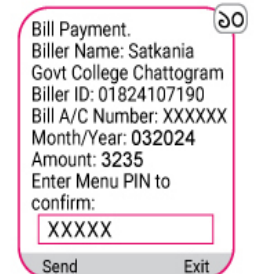 ১০
Bill Payment.
Biller Name: Satkania
Govt College Chattogram
Biller ID: 01824107190
Bill A/C Number: XXXXXX
Month/Year: 032024
Amount: 3235
Enter Menu PIN to
confirm:
XXXXX
Send Exit